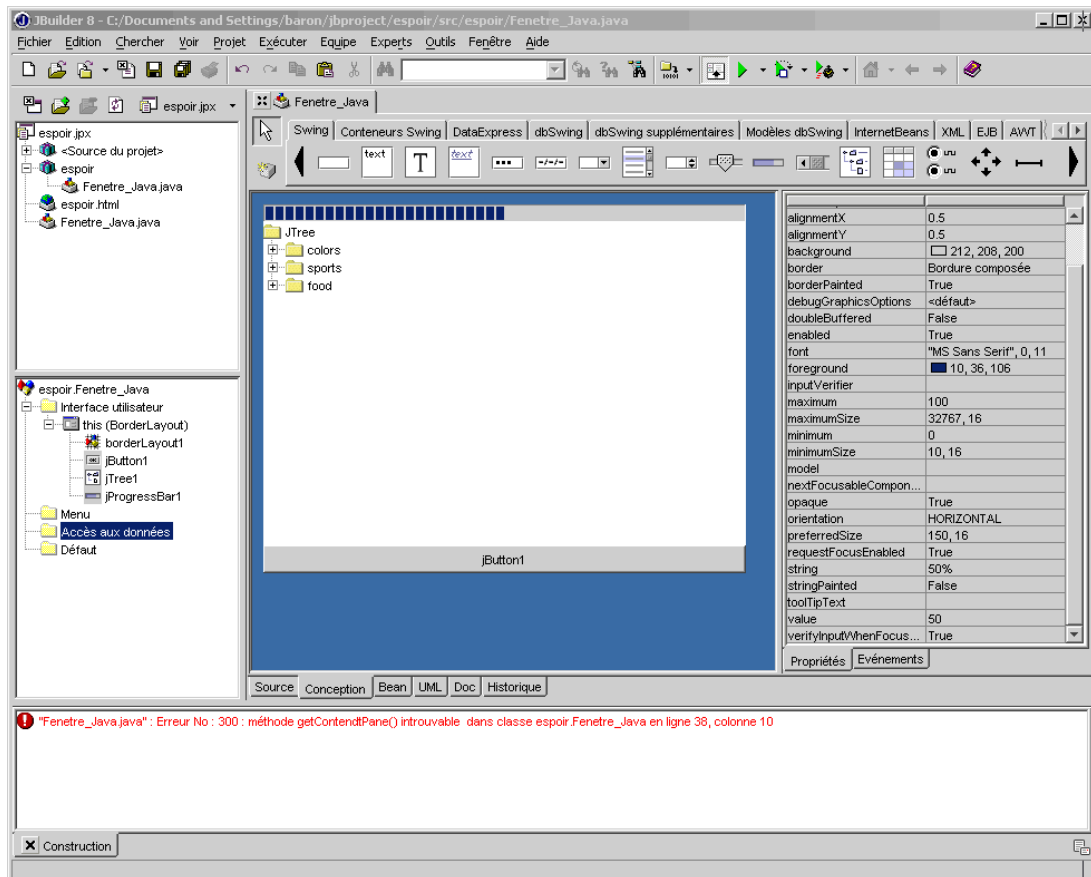 JBuilder 8 - C:/Documents and Settings/baron/jbproject/espoir/src/espoir/Fenetre_Java.java
Fichier Edition Chercher Voir Projet Exécuter Equipe Experts Outils Fenêtre Aide
espoir.jpx
Fenetre_Java
espoir.jpx
<Source du projet>
espoir
Fenetre_Java.java
espoir.html
Fenetre_Java.java
Swing Conteneurs Swing DataExpress dbSwing dbSwing supplémentaires Modèles dbSwing InternetBeans XML EJB AWT
text T text
JTree
colors
sports
food
jButton1
alignmentX 0.5
alignmentY 0.5
background 212, 208, 200
border Bordure composée
borderPainted True
debugGraphicsOptions <défaut>
doubleBuffered False
enabled True
font "MS Sans Serif", 0, 11
foreground 10, 36, 106
inputVerifier
maximum 100
maximumSize 32767, 16
minimum 0
minimumSize 10, 16
model
nextFocusableCompon...
opaque True
orientation HORIZONTAL
preferredSize 150, 16
requestFocusEnabled True
string 50%
stringPainted False
toolTipText
value 50
verifyInputWhenFocus... True
Propriétés Evénements
espoir.Fenetre_Java
Interface utilisateur
this (BorderLayout)
borderLayout1
jButton1
jTree1
jProgressBar1
Menu
Accès aux données
Défaut
Source Conception Bean UML Doc Historique
"Fenetre_Java.java" : Erreur No : 300 : méthode getContendtPane() introuvable dans classe espoir.Fenetre_Java en ligne 38, colonne 10
Construction